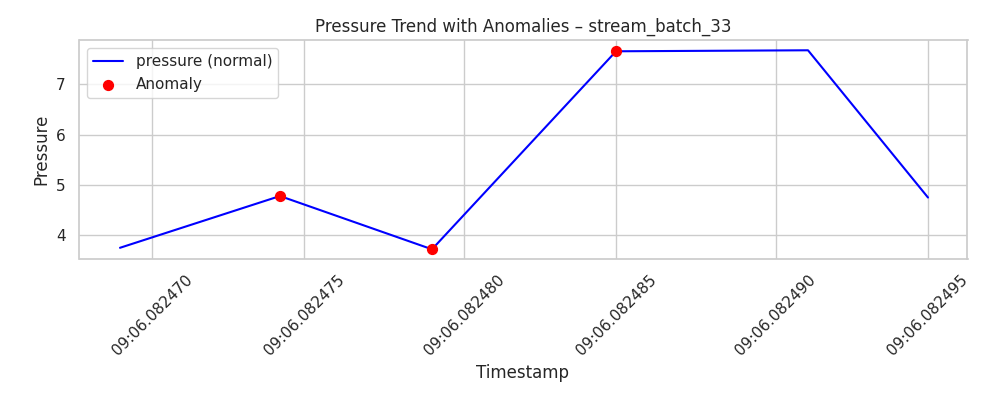 Pressure Trend with Anomalies – stream_batch_33
pressure (normal)
Anomaly
Pressure
7
6
5
4
09:06.082470
09:06.082475
09:06.082480
09:06.082485
09:06.082490
09:06.082495
Timestamp